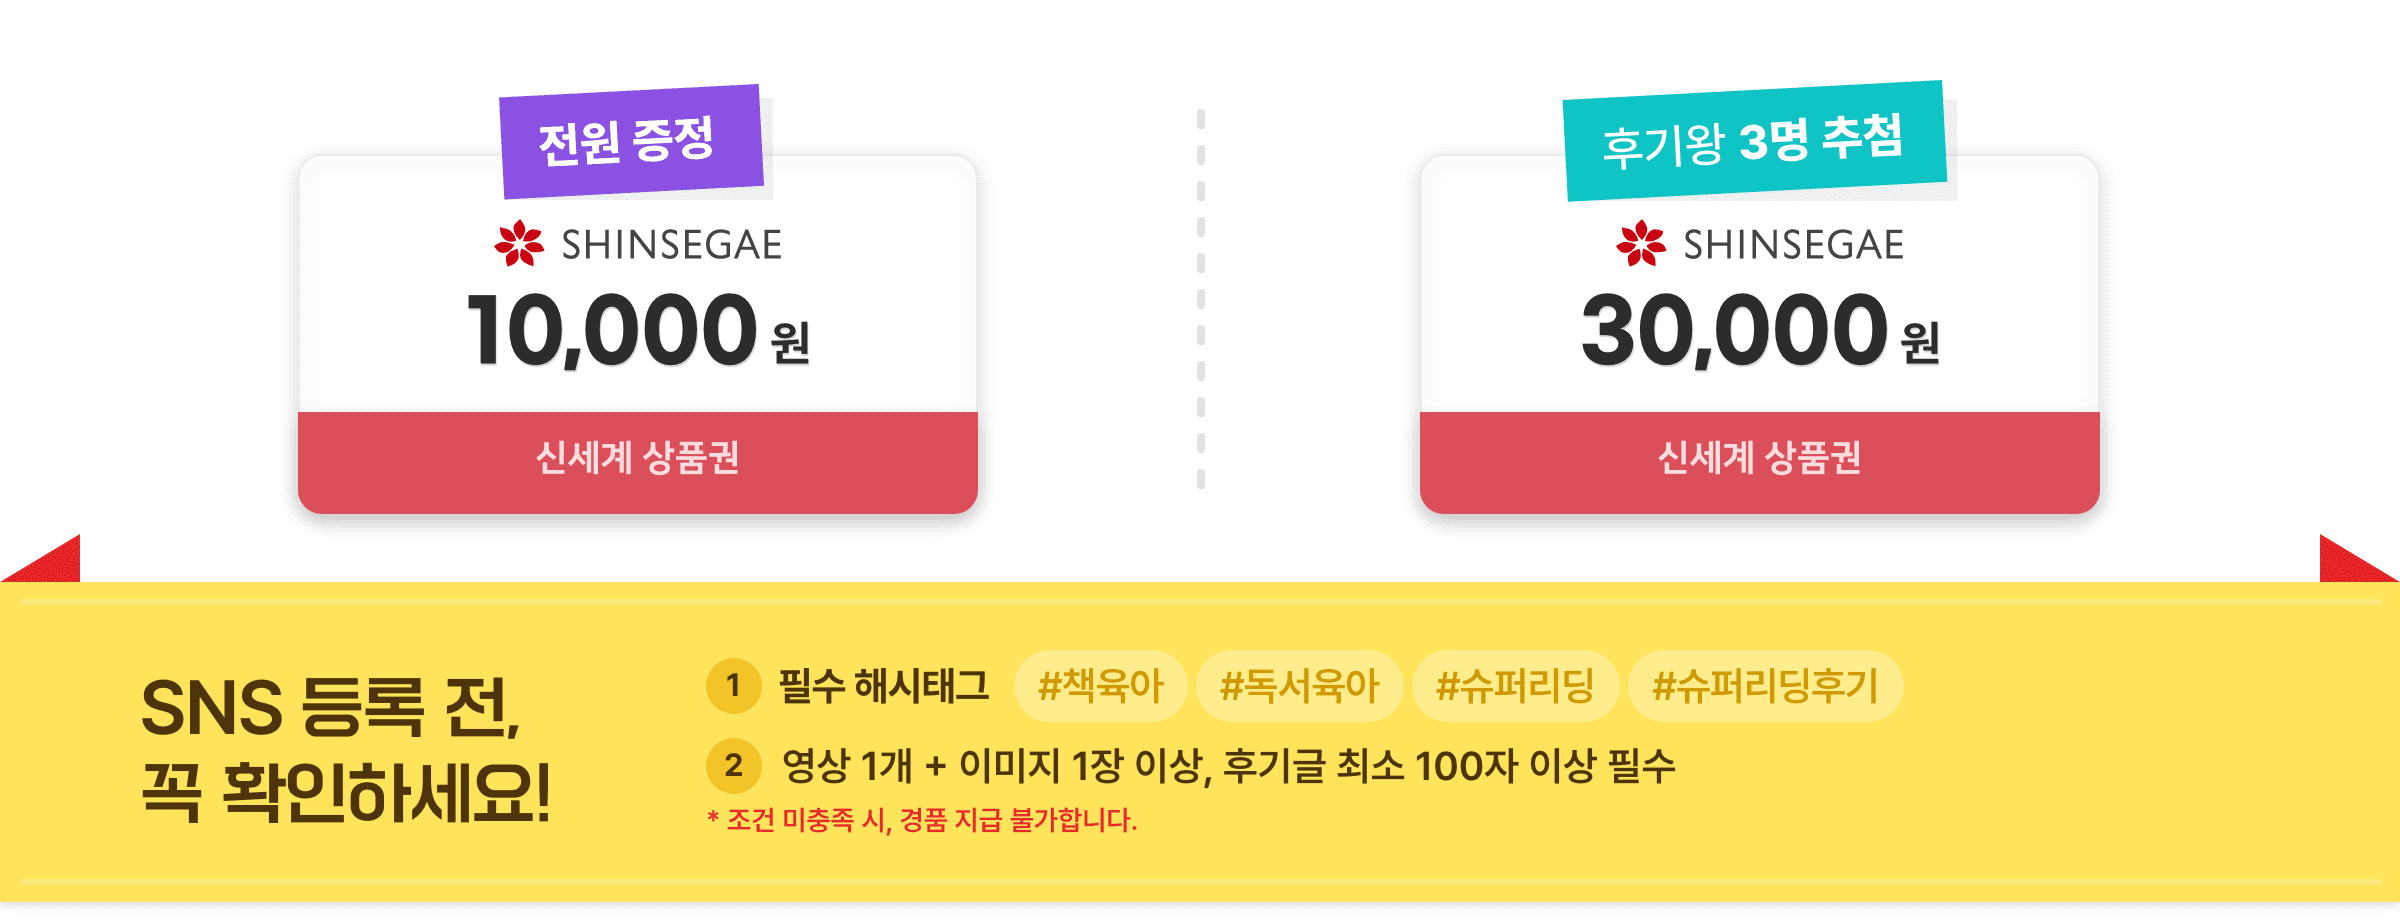 전원 증정
SHINSEGAE
10,000 원
신세계 상품권
후기왕 3명 추첨
SHINSEGAE
30,000 원
신세계 상품권
SNS 등록 전,
꼭 확인하세요!
1 필수 해시태그 #책육아 #독서육아 #슈퍼리딩 #슈퍼리딩후기
2 영상 1개 + 이미지 1장 이상, 후기글 최소 100자 이상 필수
* 조건 미충족 시, 경품 지급 불가합니다.